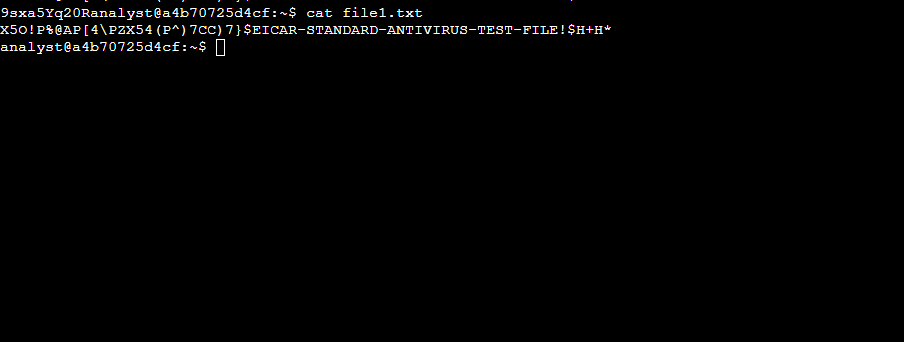 9sxa5Yq20Ranalyst@a4b70725d4cf:~$ cat file1.txt
X5O!P%@AP[4\PZX54(P^)7CC)7}$EICAR-STANDARD-ANTIVIRUS-TEST-FILE!$H+H*
analyst@a4b70725d4cf:~$